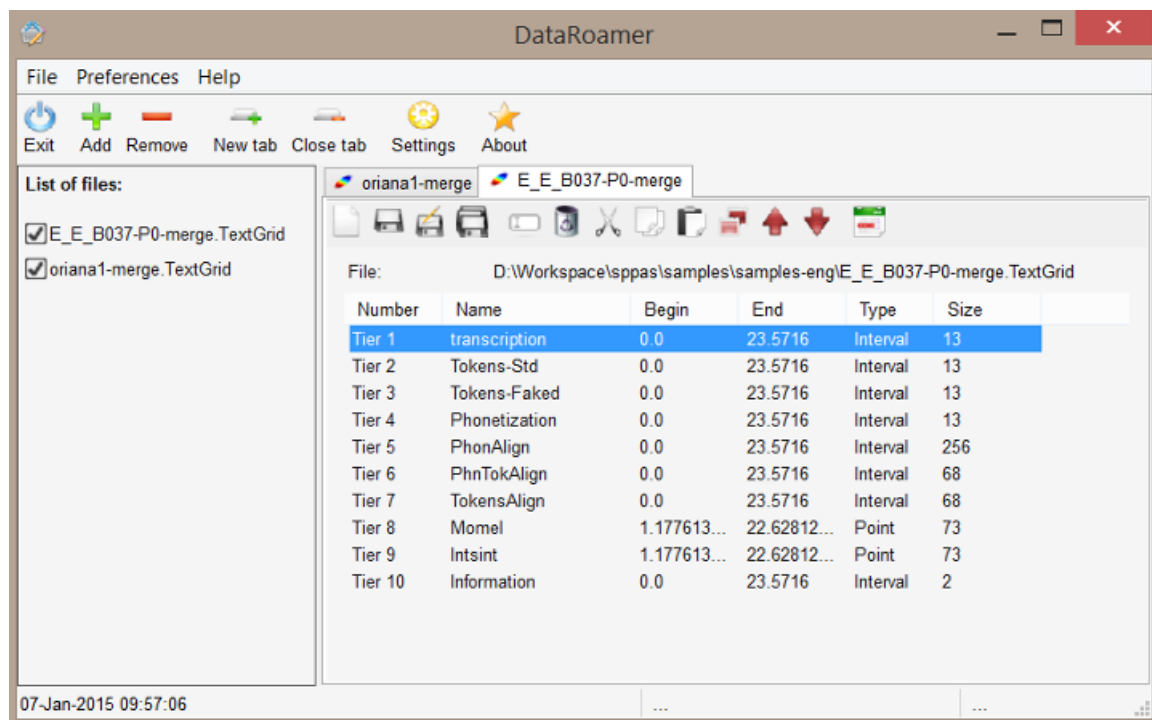 DataRoamer
File Preferences Help
Exit Add Remove New tab Close tab Settings About
List of files:
E_E_B037-P0-merge.TextGrid
oriana1-merge.TextGrid
oriana1-merge E_E_B037-P0-merge
File: D:\Workspace\sppas\samples\samples-eng\E_E_B037-P0-merge.TextGrid
Number Name Begin End Type Size
Tier 1 transcription 0.0 23.5716 Interval 13
Tier 2 Tokens-Std 0.0 23.5716 Interval 13
Tier 3 Tokens-Faked 0.0 23.5716 Interval 13
Tier 4 Phonetization 0.0 23.5716 Interval 13
Tier 5 PhonAlign 0.0 23.5716 Interval 256
Tier 6 PhnTokAlign 0.0 23.5716 Interval 68
Tier 7 TokensAlign 0.0 23.5716 Interval 68
Tier 8 Momel 1.177613... 22.62812... Point 73
Tier 9 Intsint 1.177613... 22.62812... Point 73
Tier 10 Information 0.0 23.5716 Interval 2
07-Jan-2015 09:57:06 ... ...